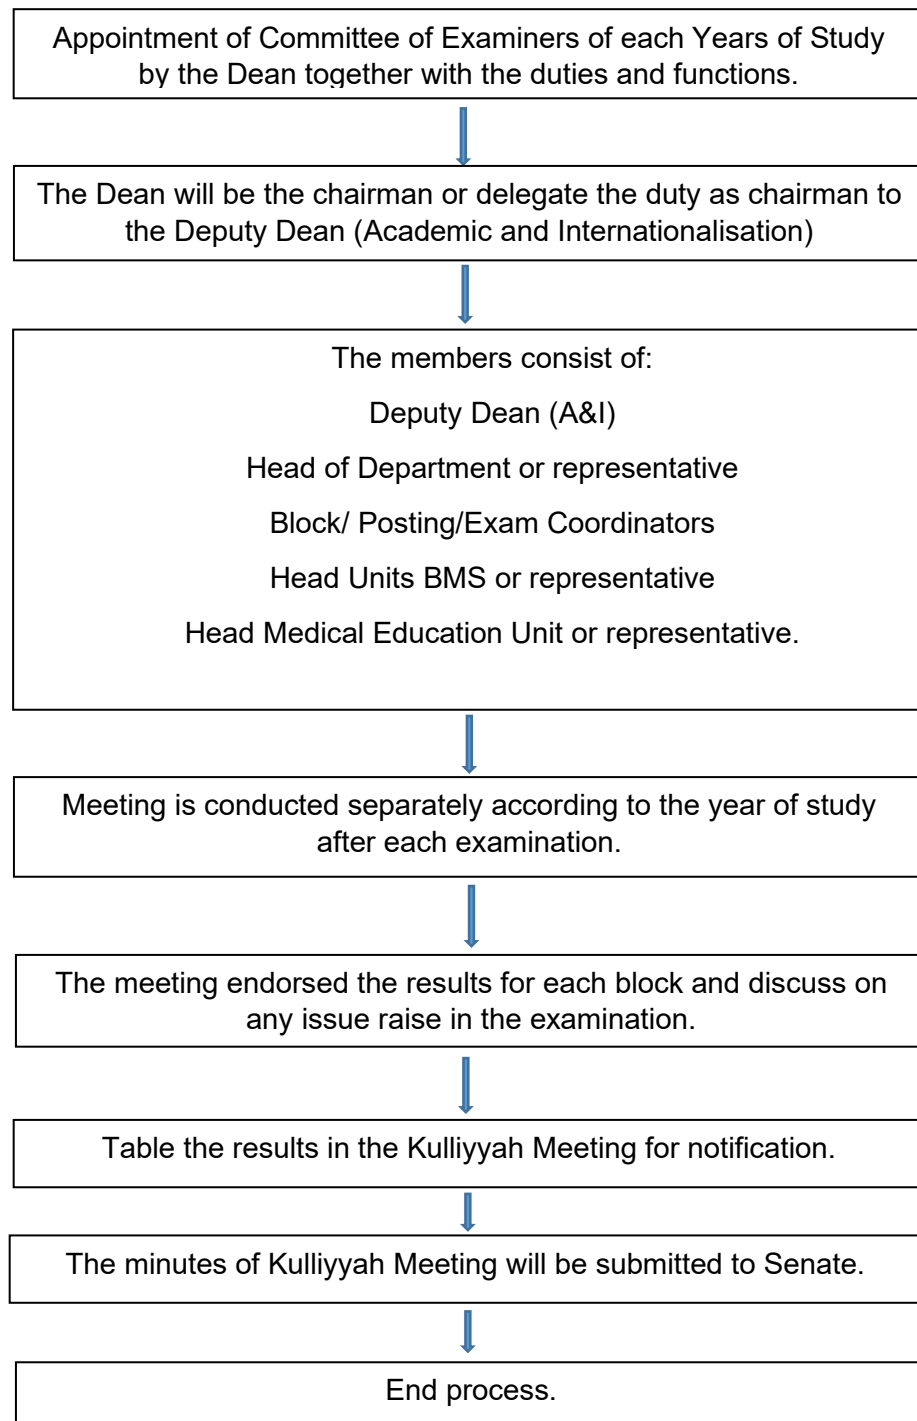 Appointment of Committee of Examiners of each Years of Study
by the Dean together with the duties and functions.
The Dean will be the chairman or delegate the duty as chairman to
the Deputy Dean (Academic and Internationalisation)
The members consist of:
Deputy Dean (A&I)
Head of Department or representative
Block/ Posting/Exam Coordinators
Head Units BMS or representative
Head Medical Education Unit or representative.
Meeting is conducted separately according to the year of study
after each examination.
The meeting endorsed the results for each block and discuss on
any issue raise in the examination.
Table the results in the Kulliyyah Meeting for notification.
The minutes of Kulliyyah Meeting will be submitted to Senate.
End process.